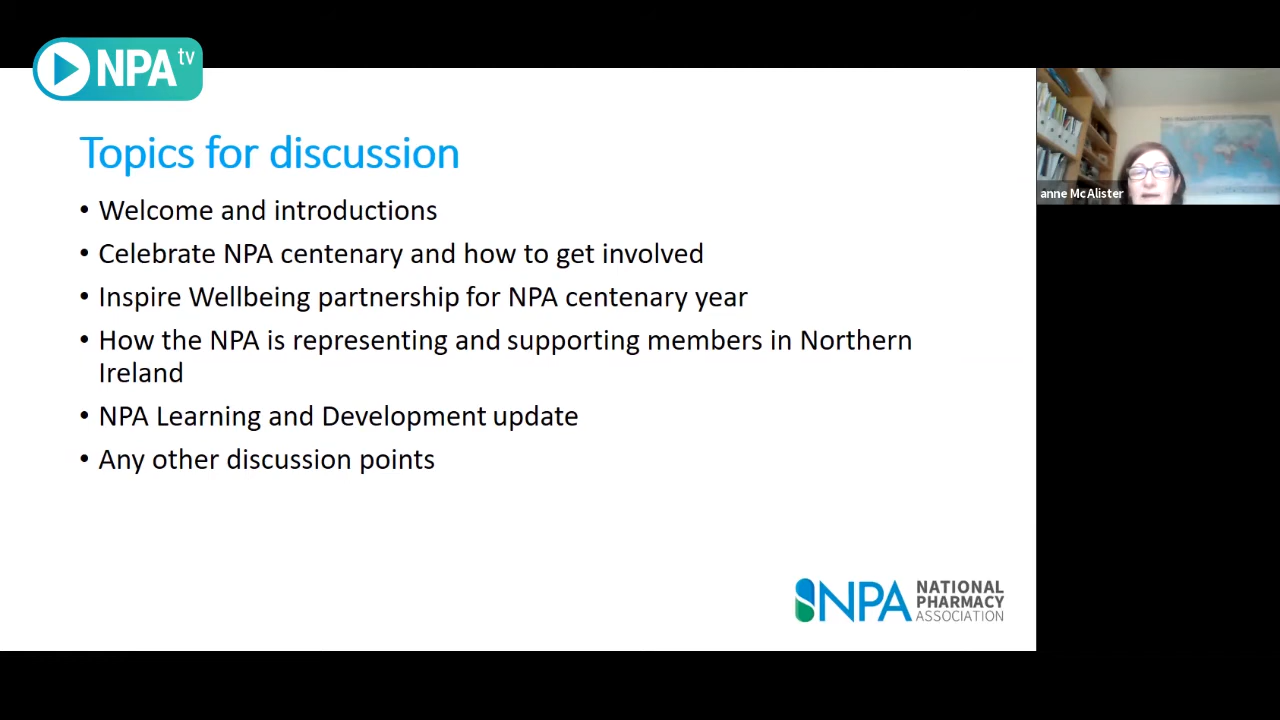 NPA tv
Topics for discussion
• Welcome and introductions
• Celebrate NPA centenary and how to get involved
• Inspire Wellbeing partnership for NPA centenary year
• How the NPA is representing and supporting members in Northern
Ireland
• NPA Learning and Development update
• Any other discussion points
anne McAlister
NPA NATIONAL
PHARMACY
ASSOCIATION